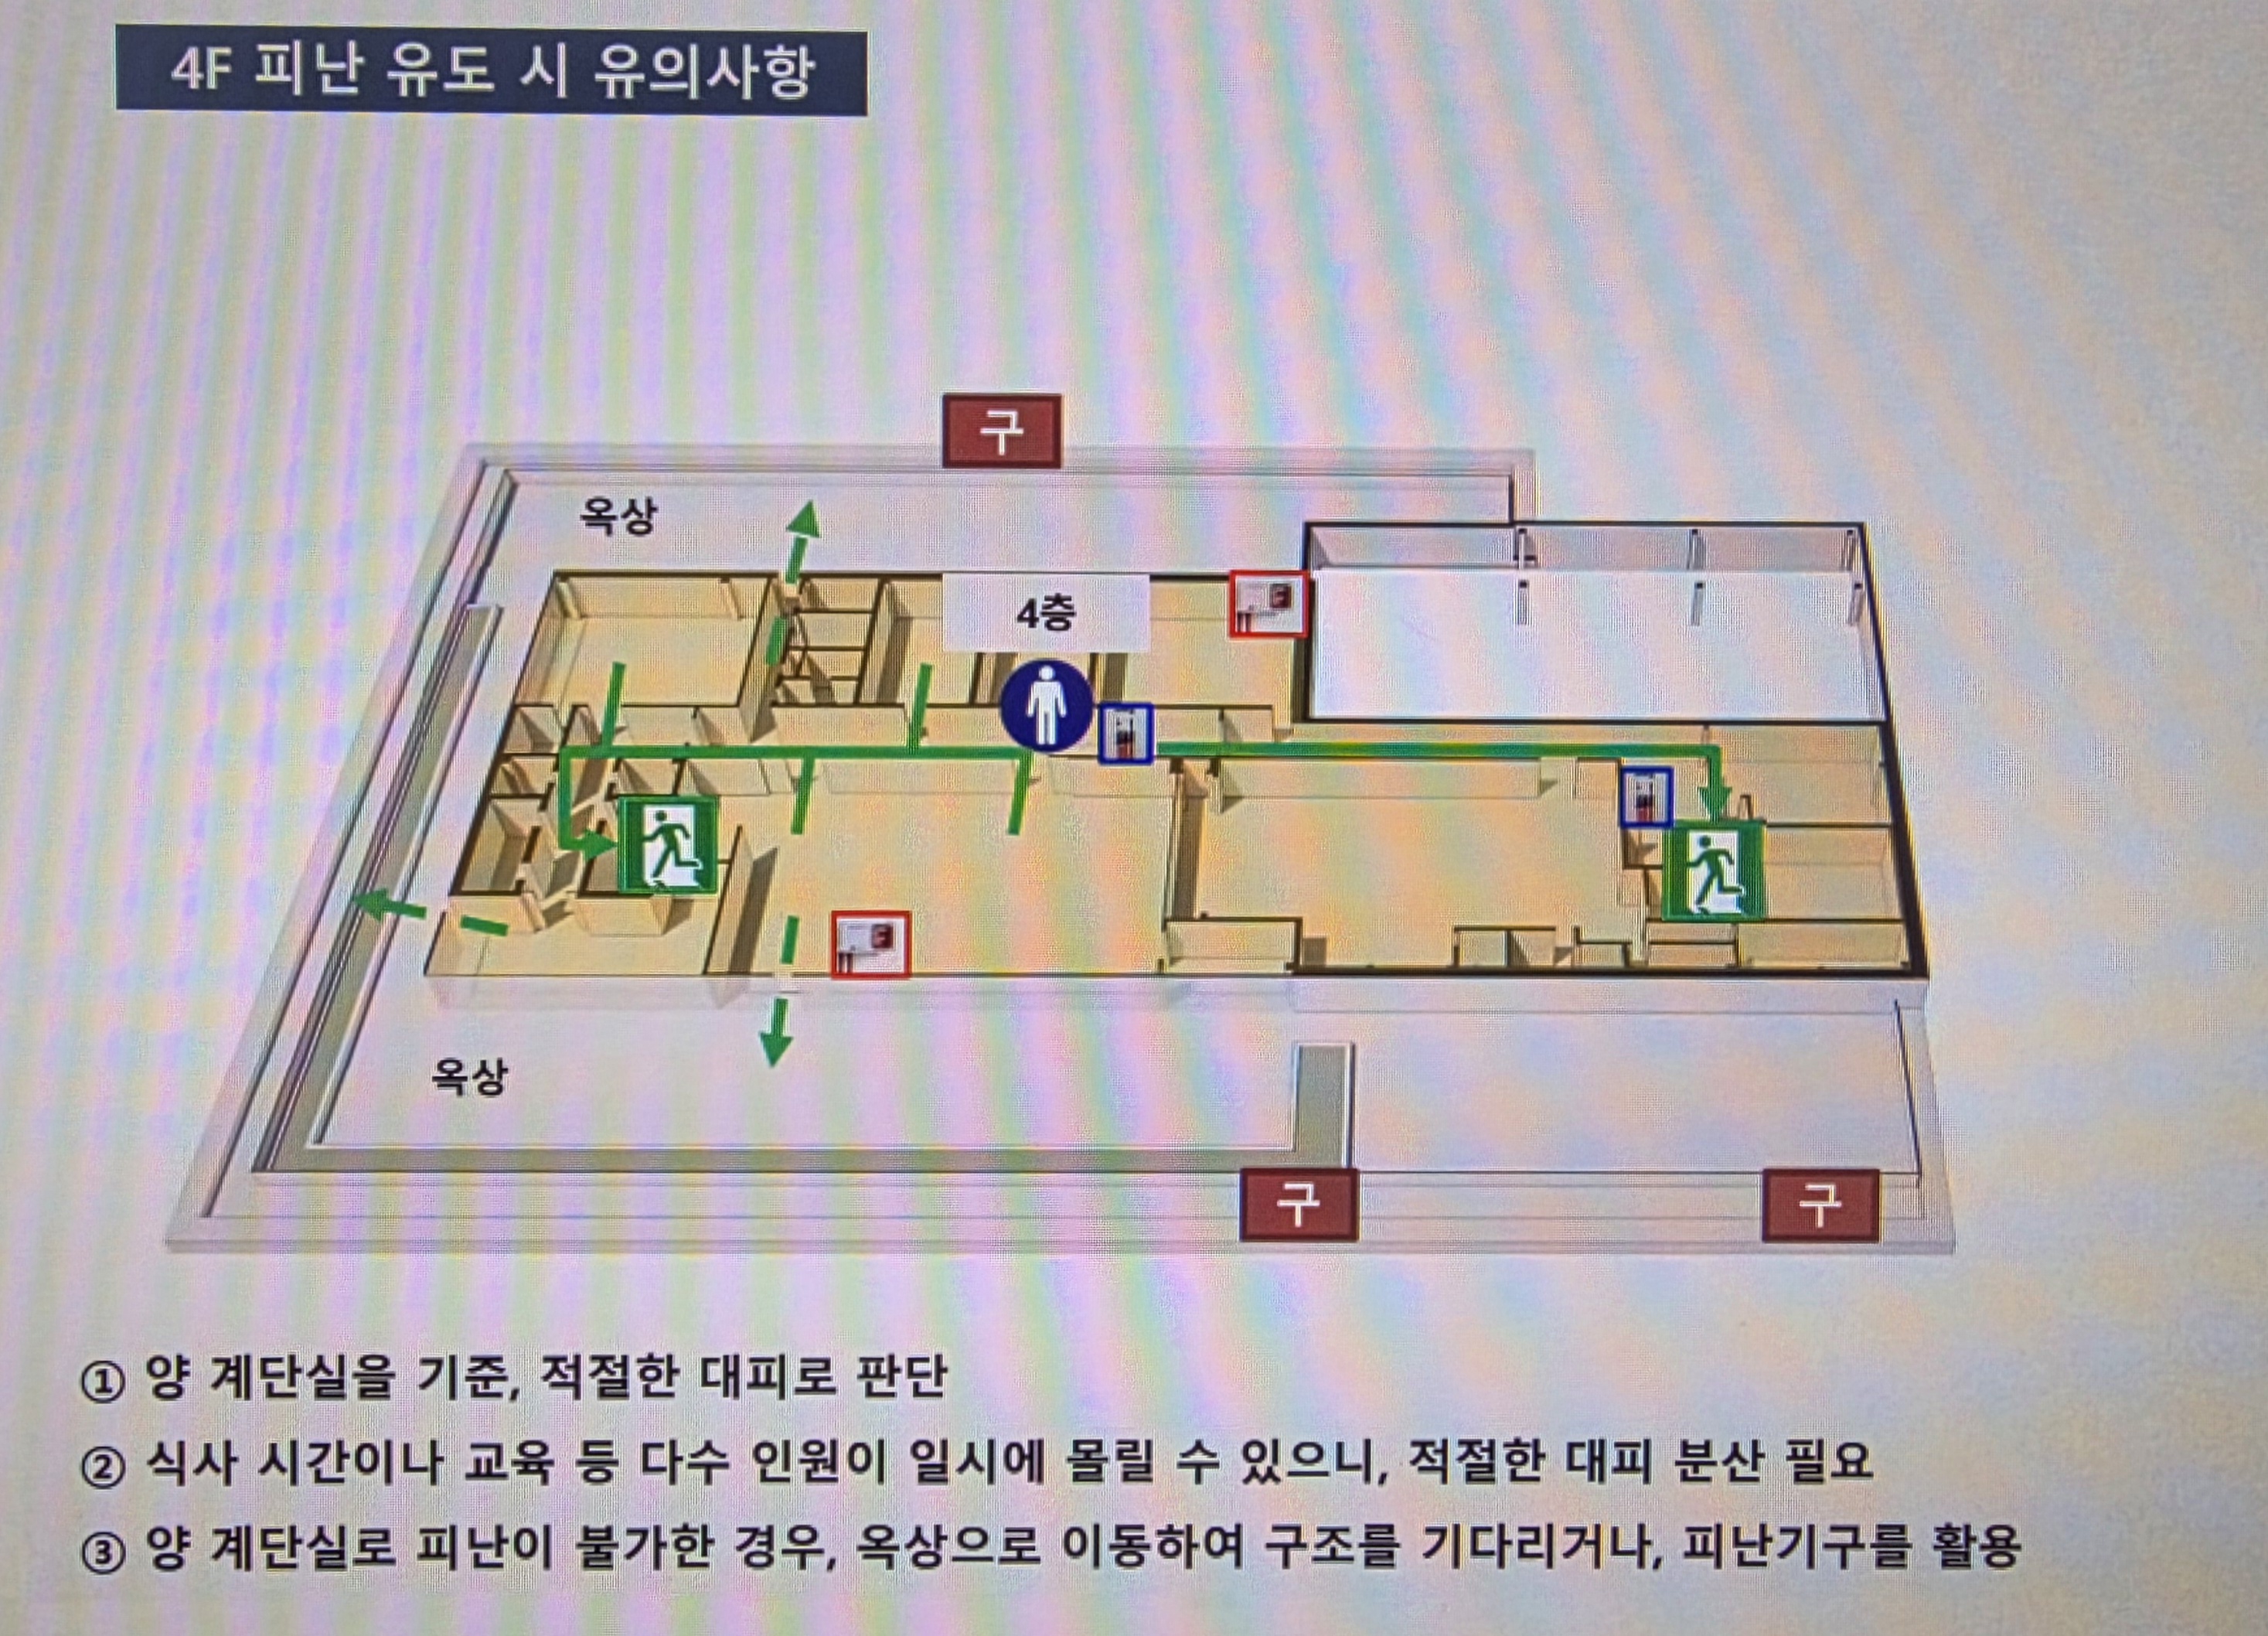 4F 피난 유도 시 유의사항
구
옥상
4층
옥상
구 구
① 양 계단실을 기준, 적절한 대피로 판단
② 식사 시간이나 교육 등 다수 인원이 일시에 몰릴 수 있으니, 적절한 대피 분산 필요
③ 양 계단실로 피난이 불가한 경우, 옥상으로 이동하여 구조를 기다리거나, 피난기구를 활용